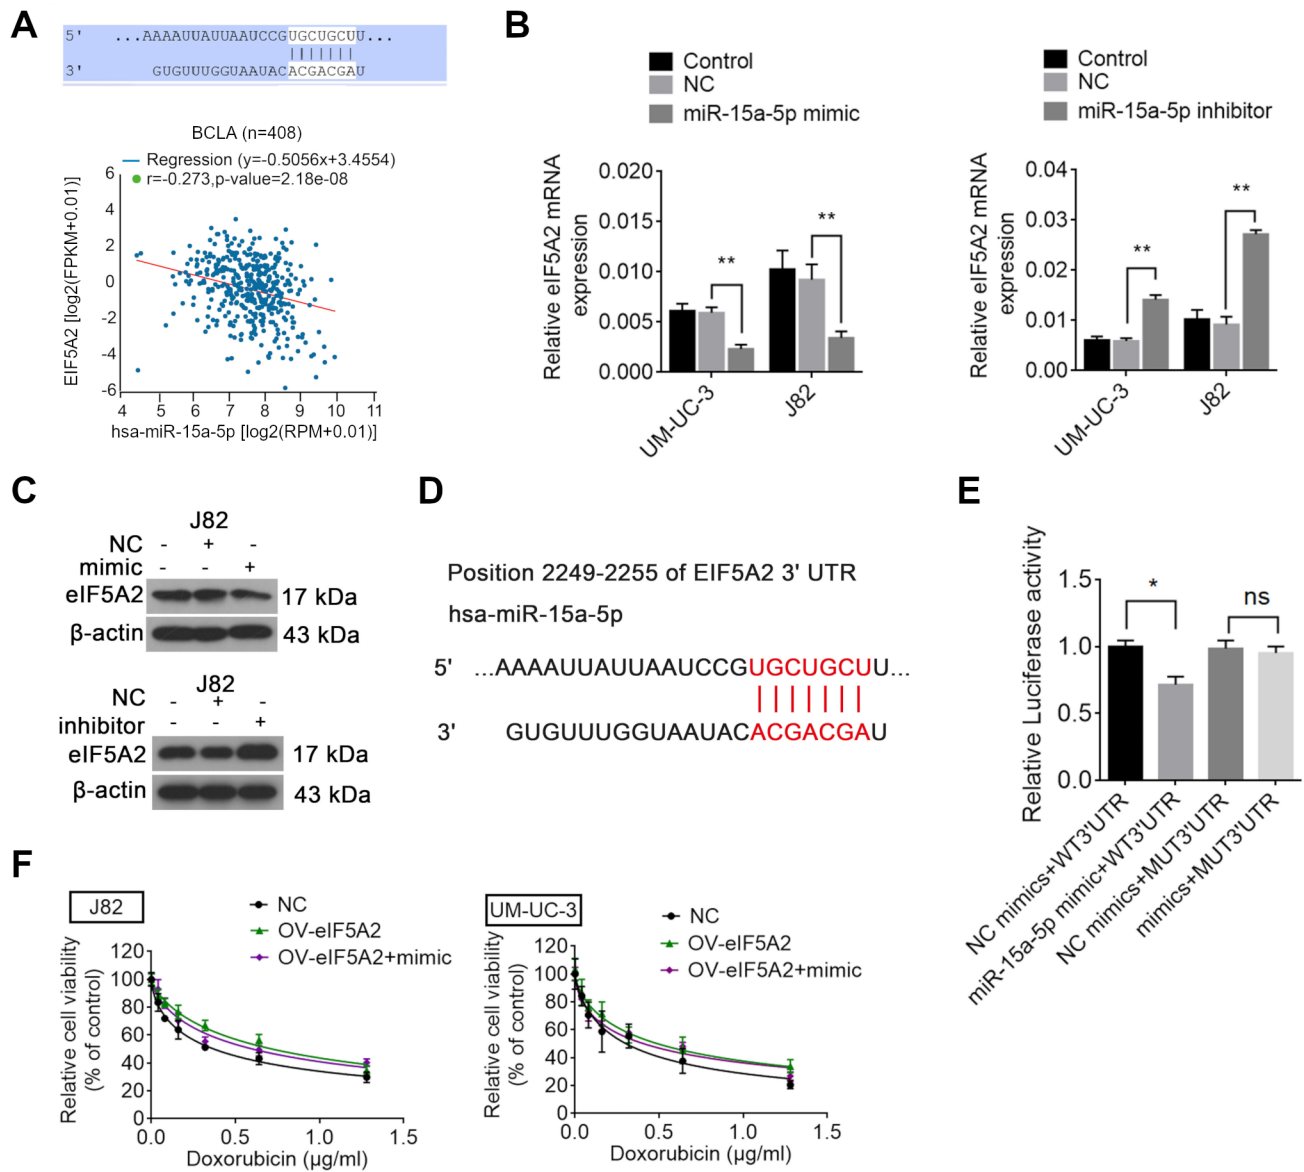 A
5' ...AAAAUUAUUAAUCCGUGCUGCUU...
3' GUGUUUGGUAAUACACGACGAU
BCLA (n=408)
Regression (y=-0.5056x+3.4554)
r=-0.273,p-value=2.18e-08
EIF5A2 [log2(FPKM+0.01)]
6
4
2
0
-2
-4
-6
4 5 6 7 8 9 10 11
hsa-miR-15a-5p [log2(RPM+0.01)]
B
Control
NC
miR-15a-5p mimic
Relative eIF5A2 mRNA
expression
0.020
0.015
0.010
0.005
0.000
**
**
UM-UC-3
J82
Control
NC
miR-15a-5p inhibitor
Relative eIF5A2 mRNA
expression
0.04
0.03
0.02
0.01
0.00
**
**
UM-UC-3
J82
C
J82
NC - + -
mimic - - +
eIF5A2 17 kDa
β-actin 43 kDa
J82
NC - + -
inhibitor - - +
eIF5A2 17 kDa
β-actin 43 kDa
D
Position 2249-2255 of EIF5A2 3' UTR
hsa-miR-15a-5p
5' ...AAAAUUAUUAAUCCGUGCUGCUU...
3' GUGUUUGGUAAUACACGACGAU
E
Relative Luciferase activity
1.5
1.0
0.5
0.0
*
ns
NC mimics+WT3'UTR
miR-15a-5p mimic+WT3'UTR
NC mimics+MUT3'UTR
mimics+MUT3'UTR
F
J82
NC
OV-eIF5A2
OV-eIF5A2+mimic
Relative cell viability
(% of control)
120
100
80
60
40
20
0
0.0 0.5 1.0 1.5
Doxorubicin (μg/ml)
UM-UC-3
NC
OV-eIF5A2
OV-eIF5A2+mimic
Relative cell viability
(% of control)
120
100
80
60
40
20
0
0.0 0.5 1.0 1.5
Doxorubicin (μg/ml)